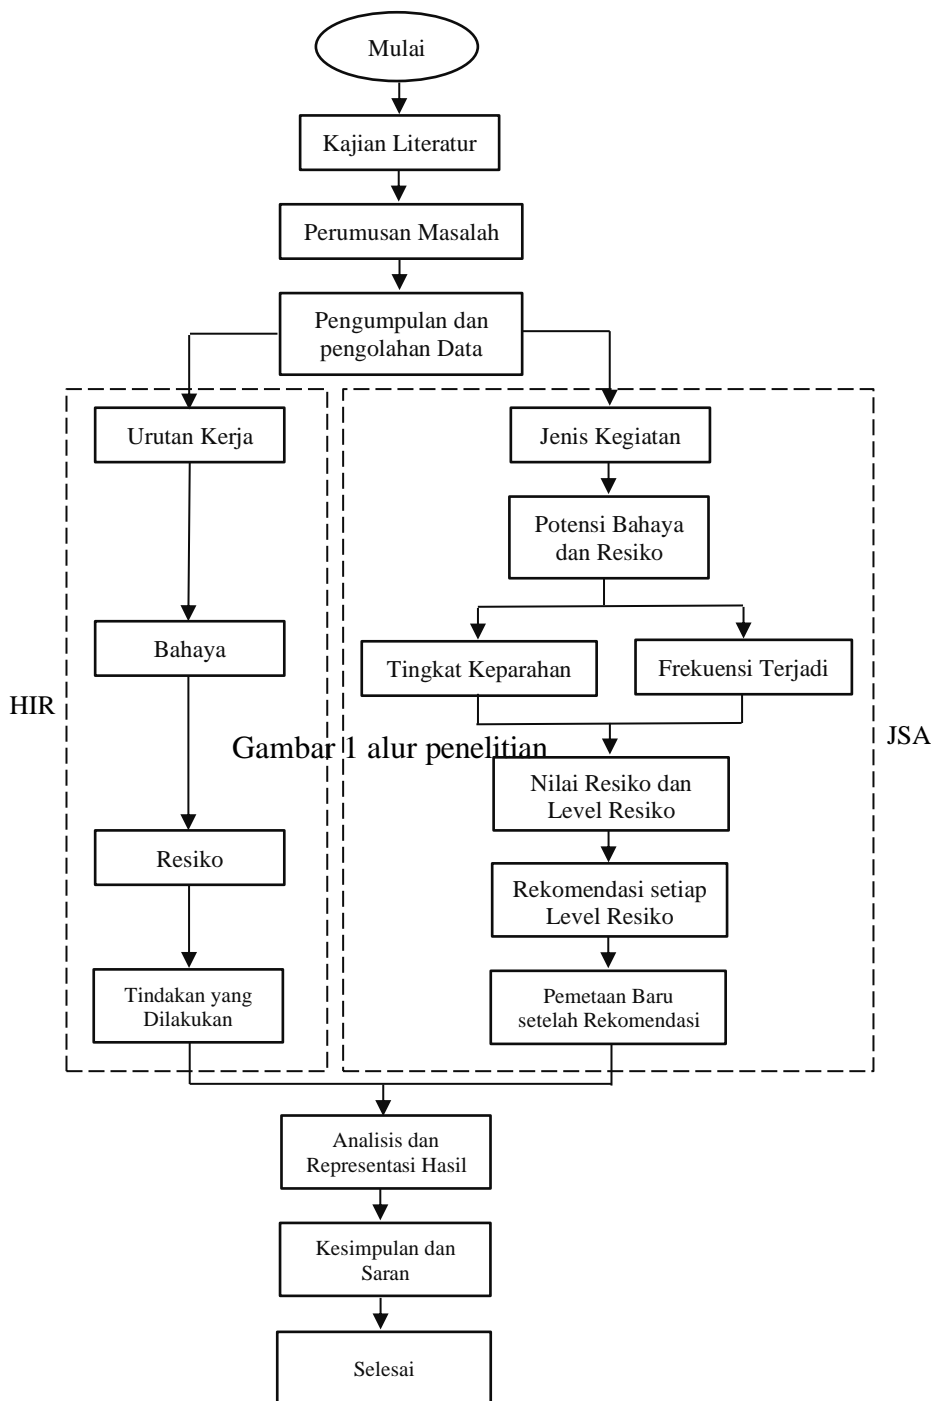 Mulai
Kajian Literatur
Perumusan Masalah
Pengumpulan dan
pengolahan Data
Urutan Kerja
Jenis Kegiatan
Potensi Bahaya
dan Resiko
Bahaya
Tingkat Keparahan
Frekuensi Terjadi
HIR
JSA
Gambar 1 alur penelitian
Nilai Resiko dan
Level Resiko
Resiko
Rekomendasi setiap
Level Resiko
Tindakan yang
Dilakukan
Pemetaan Baru
setelah Rekomendasi
Analisis dan
Representasi Hasil
Kesimpulan dan
Saran
Selesai